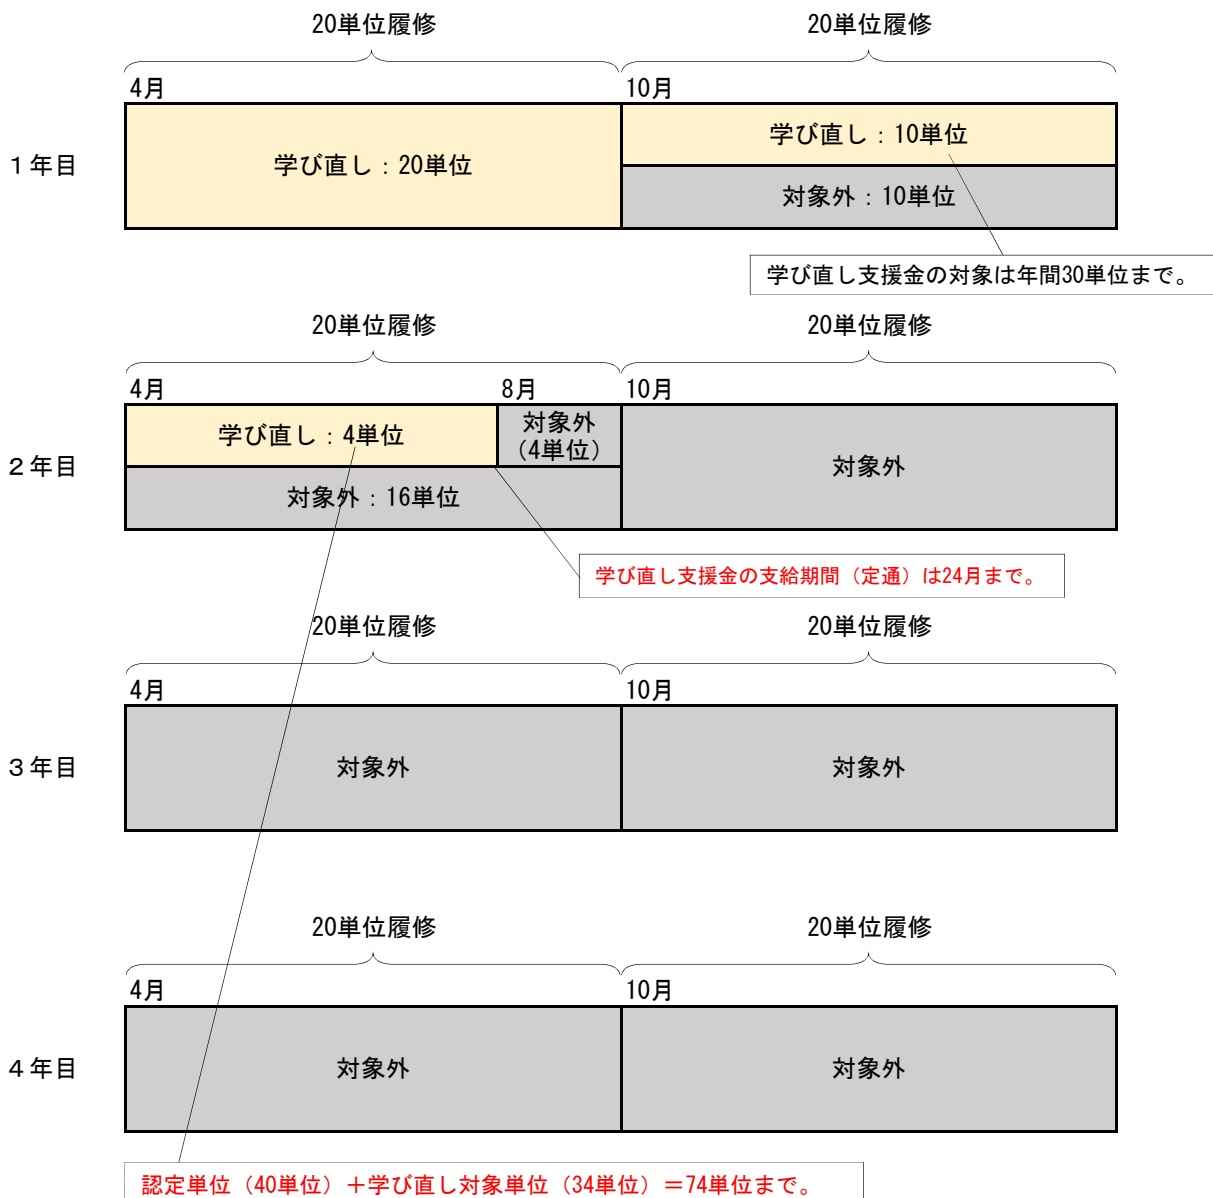 20単位履修 20単位履修
4月 10月
1年目
学び直し：20単位
学び直し：10単位
対象外：10単位
学び直し支援金の対象は年間30単位まで。
20単位履修 20単位履修
4月 8月 10月
2年目
学び直し：4単位
対象外
（4単位）
対象外：16単位
対象外
学び直し支援金の支給期間（定通）は24月まで。
20単位履修 20単位履修
4月 10月
3年目
対象外 対象外
20単位履修 20単位履修
4月 10月
4年目
対象外 対象外
認定単位（40単位）＋学び直し対象単位（34単位）＝74単位まで。